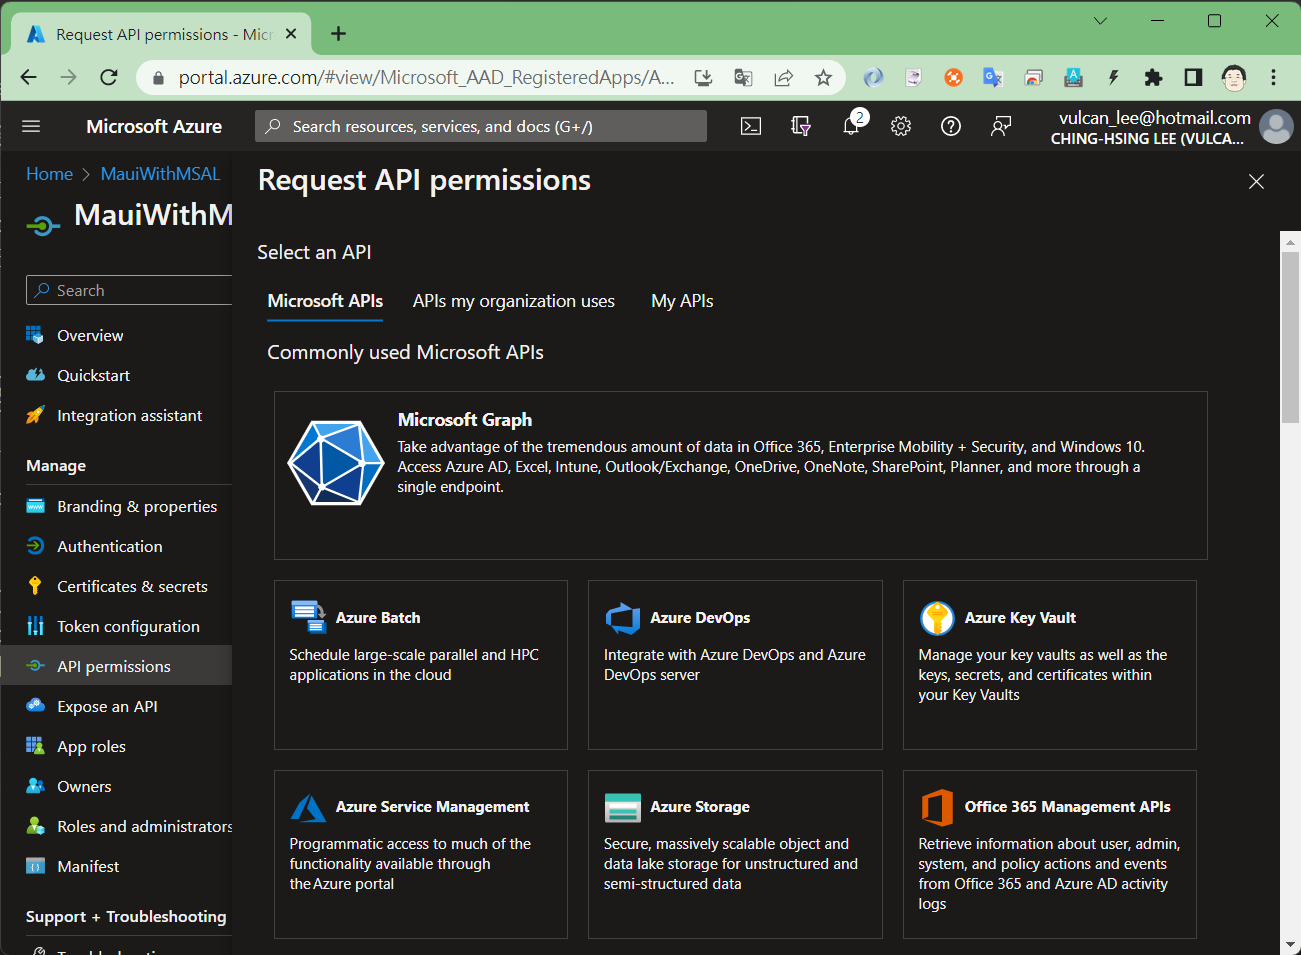 Request API permissions - Micr
portal.azure.com/#view/Microsoft_AAD_RegisteredApps/A...
Microsoft Azure
Search resources, services, and docs (G+/)
2
vulcan_lee@hotmail.com
CHING-HSING LEE (VULCA...
Home > MauiWithMSAL
MauiWithM
Search
Overview
Quickstart
Integration assistant
Manage
Branding & properties
Authentication
Certificates & secrets
Token configuration
API permissions
Expose an API
App roles
Owners
Roles and administrators
Manifest
Support + Troubleshooting
Request API permissions
Select an API
Microsoft APIs
APIs my organization uses
My APIs
Commonly used Microsoft APIs
Microsoft Graph
Take advantage of the tremendous amount of data in Office 365, Enterprise Mobility + Security, and Windows 10.
Access Azure AD, Excel, Intune, Outlook/Exchange, OneDrive, OneNote, SharePoint, Planner, and more through a
single endpoint.
Azure Batch
Schedule large-scale parallel and HPC
applications in the cloud
Azure DevOps
Integrate with Azure DevOps and Azure
DevOps server
Azure Key Vault
Manage your key vaults as well as the
keys, secrets, and certificates within
your Key Vaults
Azure Service Management
Programmatic access to much of the
functionality available through
the Azure portal
Azure Storage
Secure, massively scalable object and
data lake storage for unstructured and
semi-structured data
Office 365 Management APIs
Retrieve information about user, admin,
system, and policy actions and events
from Office 365 and Azure AD activity
logs